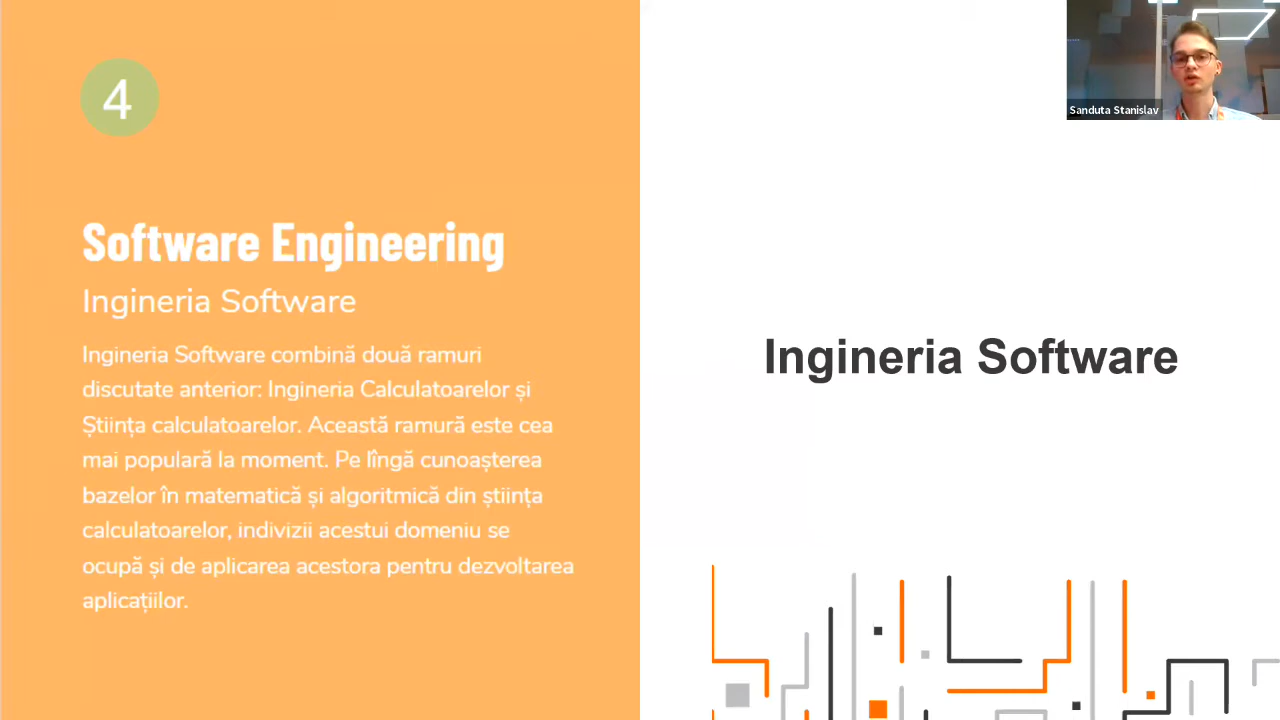 4
Software Engineering
Ingineria Software
Ingineria Software combină două ramuri
discutate anterior: Ingineria Calculatoarelor și
Știința calculatoarelor. Această ramură este cea
mai populară la moment. Pe lîngă cunoașterea
bazelor în matematică și algoritmică din știința
calculatoarelor, indivizii acestui domeniu se
ocupă și de aplicarea acestora pentru dezvoltarea
aplicațiilor.
Ingineria Software
Sanduta Stanislav